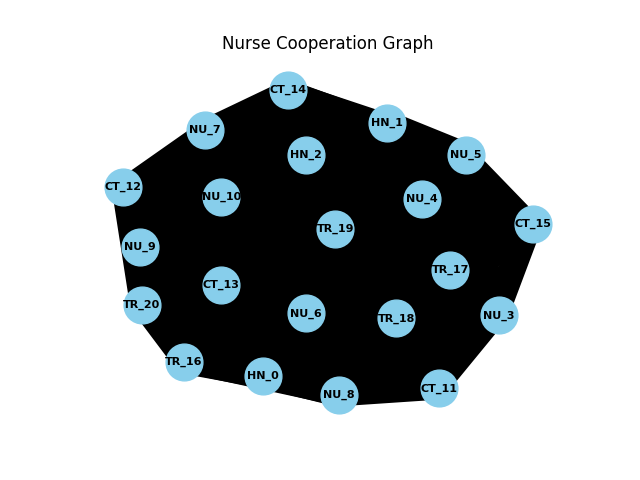 Nurse Cooperation Graph
CT_14
HN_1
NU_7
HN_2
NU_5
CT_12
NU_10
NU_4
CT_15
TR_19
NU_9
TR_17
CT_13
TR_20
NU_6
NU_3
TR_18
TR_16
HN_0
CT_11
NU_8